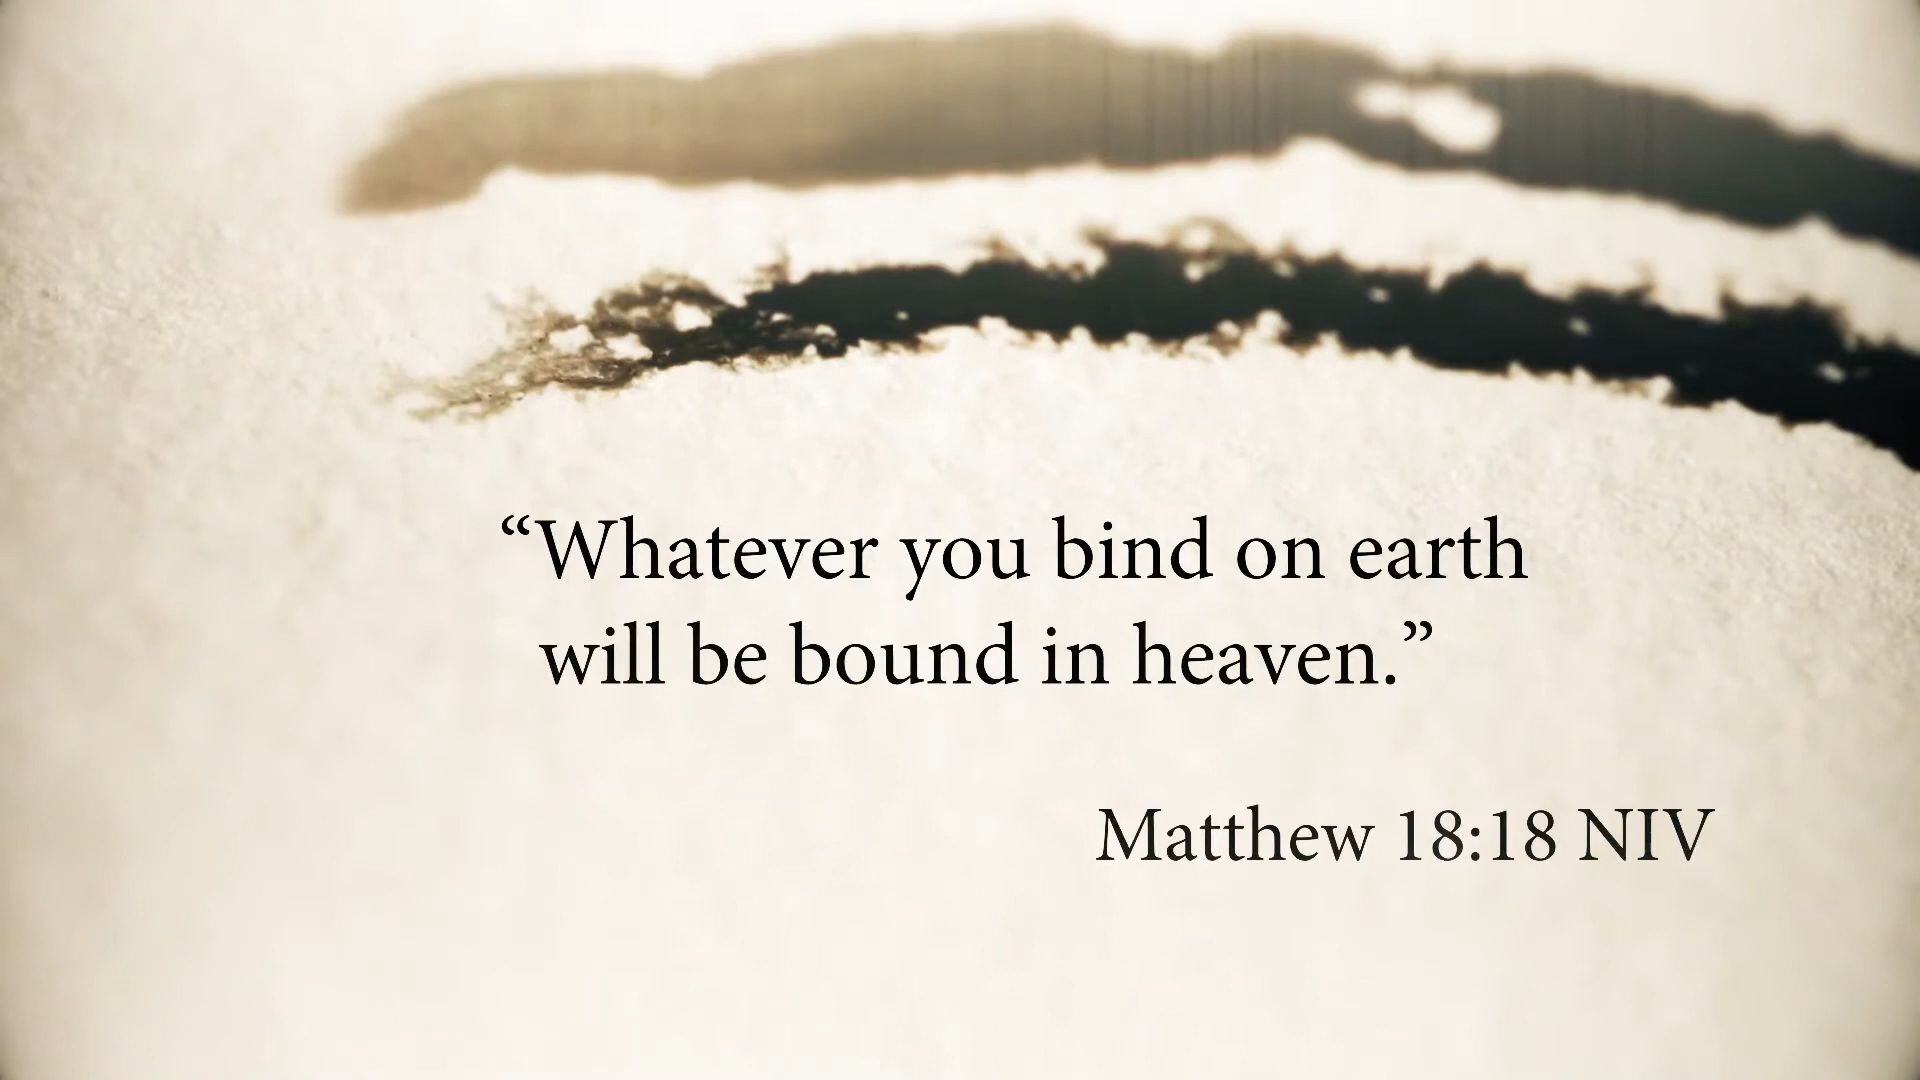 “Whatever you bind on earth
will be bound in heaven.”
Matthew 18:18 NIV